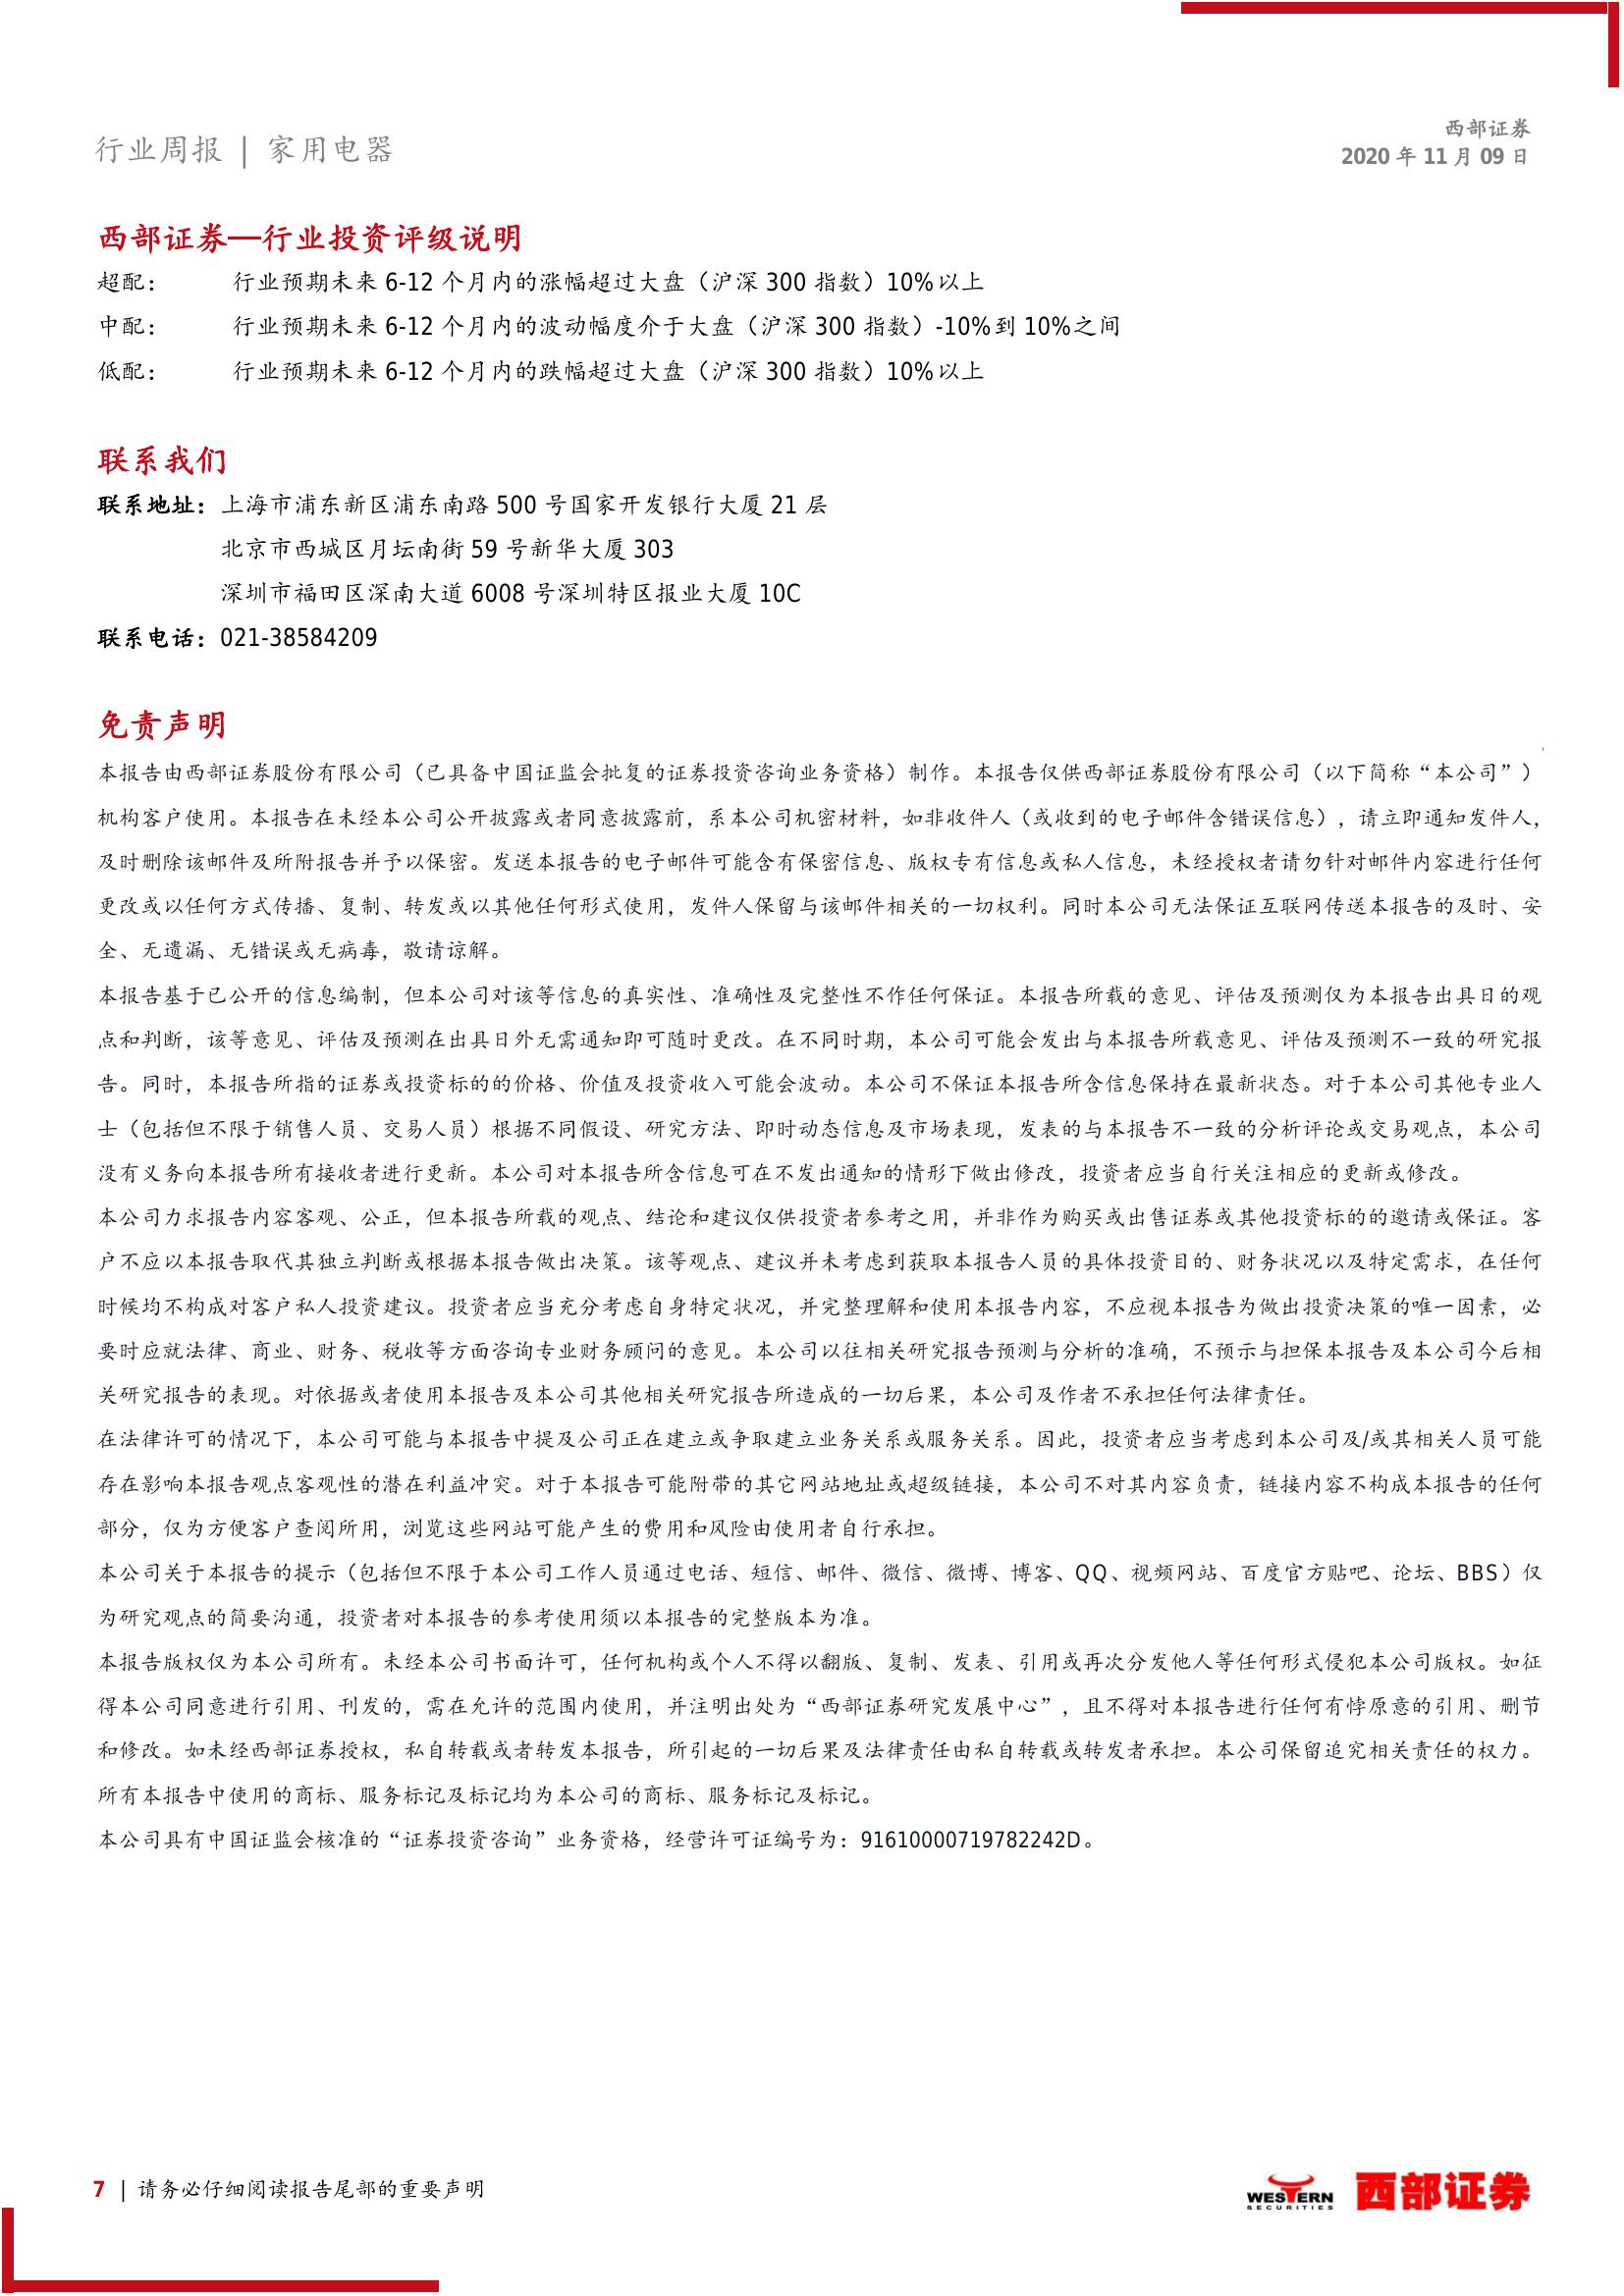 行业周报 | 家用电器
西部证券
2020 年 11 月 09 日
西部证券—行业投资评级说明
超配： 行业预期未来 6-12 个月内的涨幅超过大盘（沪深 300 指数）10%以上
中配： 行业预期未来 6-12 个月内的波动幅度介于大盘（沪深 300 指数）-10%到 10%之间
低配： 行业预期未来 6-12 个月内的跌幅超过大盘（沪深 300 指数）10%以上
联系我们
联系地址：上海市浦东新区浦东南路 500 号国家开发银行大厦 21 层
北京市西城区月坛南街 59 号新华大厦 303
深圳市福田区深南大道 6008 号深圳特区报业大厦 10C
联系电话：021-38584209
免责声明
本报告由西部证券股份有限公司（已具备中国证监会批复的证券投资咨询业务资格）制作。本报告仅供西部证券股份有限公司（以下简称“本公司”）
机构客户使用。本报告在未经本公司公开披露或者同意披露前，系本公司机密材料，如非收件人（或收到的电子邮件含错误信息），请立即通知发件人，
及时删除该邮件及所附报告并予以保密。发送本报告的电子邮件可能含有保密信息、版权专有信息或私人信息，未经授权者请勿针对邮件内容进行任何
更改或以任何方式传播、复制、转发或以其他任何形式使用，发件人保留与该邮件相关的一切权利。同时本公司无法保证互联网传送本报告的及时、安
全、无遗漏、无错误或无病毒，敬请谅解。
本报告基于已公开的信息编制，但本公司对该等信息的真实性、准确性及完整性不作任何保证。本报告所载的意见、评估及预测仅为本报告出具日的观
点和判断，该等意见、评估及预测在出具日外无需通知即可随时更改。在不同时期，本公司可能会发出与本报告所载意见、评估及预测不一致的研究报
告。同时，本报告所指的证券或投资标的的价格、价值及投资收入可能会波动。本公司不保证本报告所含信息保持在最新状态。对于本公司其他专业人
士（包括但不限于销售人员、交易人员）根据不同假设、研究方法、即时动态信息及市场表现，发表的与本报告不一致的分析评论或交易观点，本公司
没有义务向本报告所有接收者进行更新。本公司对本报告所含信息可在不发出通知的情形下做出修改，投资者应当自行关注相应的更新或修改。
本公司力求报告内容客观、公正，但本报告所载的观点、结论和建议仅供投资者参考之用，并非作为购买或出售证券或其他投资标的的邀请或保证。客
户不应以本报告取代其独立判断或根据本报告做出决策。该等观点、建议并未考虑到获取本报告人员的具体投资目的、财务状况以及特定需求，在任何
时候均不构成对客户私人投资建议。投资者应当充分考虑自身特定状况，并完整理解和使用本报告内容，不应视本报告为做出投资决策的唯一因素，必
要时应就法律、商业、财务、税收等方面咨询专业财务顾问的意见。本公司以往相关研究报告预测与分析的准确，不预示与担保本报告及本公司今后相
关研究报告的表现。对依据或者使用本报告及本公司其他相关研究报告所造成的一切后果，本公司及作者不承担任何法律责任。
在法律许可的情况下，本公司可能与本报告中提及公司正在建立或争取建立业务关系或服务关系。因此，投资者应当考虑到本公司及/或其相关人员可能
存在影响本报告观点客观性的潜在利益冲突。对于本报告可能附带的其它网站地址或超级链接，本公司不对其内容负责，链接内容不构成本报告的任何
部分，仅为方便客户查阅所用，浏览这些网站可能产生的费用和风险由使用者自行承担。
本公司关于本报告的提示（包括但不限于本公司工作人员通过电话、短信、邮件、微信、微博、博客、QQ、视频网站、百度官方贴吧、论坛、BBS）仅
为研究观点的简要沟通，投资者对本报告的参考使用须以本报告的完整版本为准。
本报告版权仅为本公司所有。未经本公司书面许可，任何机构或个人不得以翻版、复制、发表、引用或再次分发他人等任何形式侵犯本公司版权。如征
得本公司同意进行引用、刊发的，需在允许的范围内使用，并注明出处为“西部证券研究发展中心”，且不得对本报告进行任何有悖原意的引用、删节
和修改。如未经西部证券授权，私自转载或者转发本报告，所引起的一切后果及法律责任由私自转载或转发者承担。本公司保留追究相关责任的权力。
所有本报告中使用的商标、服务标记及标记均为本公司的商标、服务标记及标记。
本公司具有中国证监会核准的“证券投资咨询”业务资格，经营许可证编号为：91610000719782242D。
7 | 请务必仔细阅读报告尾部的重要声明
WESTERN
SECURITIES
西部证券